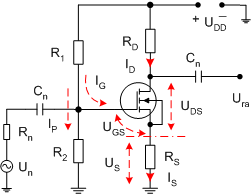 + U_DD −
R_1
R_D
I_D
C_n
C_n
I_G
I_P
U_GS
U_DS
U_ra
R_n
R_2
U_n
U_S
R_S
I_S